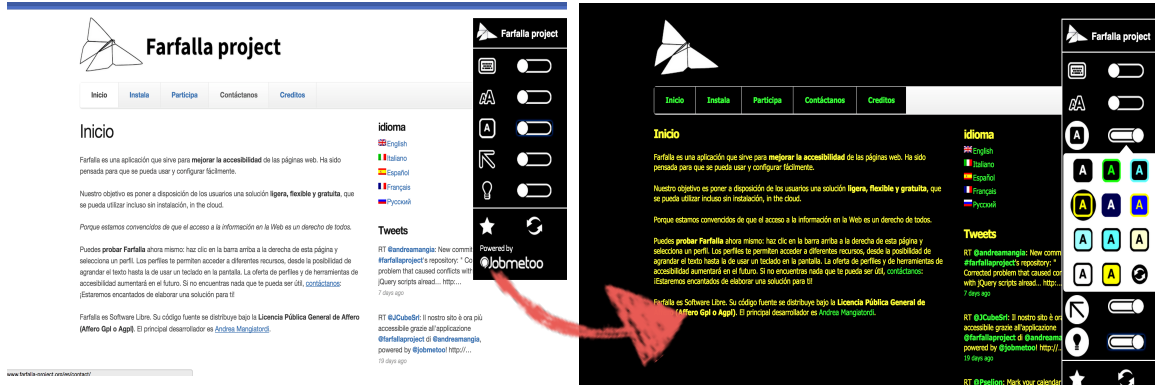 Farfalla project
Inicio
Instala
Participa
Contáctanos
Creditos
Inicio
Farfalla es una aplicación que sirve para mejorar la accesibilidad de las páginas web. Ha sido
pensada para que se pueda usar y configurar fácilmente.
Nuestro objetivo es poner a disposición de los usuarios una solución ligera, flexible y gratuita, que
se pueda utilizar incluso sin instalación, in the cloud.
Porque estamos convencidos de que el acceso a la información en la Web es un derecho de todos.
Puedes probar Farfalla ahora mismo: haz clic en la barra arriba a la derecha de esta página y
selecciona un perfil. Los perfiles te permiten acceder a diferentes recursos, desde la posibilidad de
agrandar el texto hasta la de usar un teclado en la pantalla. La oferta de perfiles y de herramientas de
accesibilidad aumentará en el futuro. Si no encuentras nada que te pueda ser útil, contáctanos:
¡Estaremos encantados de elaborar una solución para ti!
Farfalla es Software Libre. Su código fuente se distribuye bajo la Licencia Pública General de Affero
(Affero Gpl o Agpl). El principal desarrollador es Andrea Mangiatordi.
idioma
English
Italiano
Español
Français
Русский
Tweets
RT @andreamangia: New commit
#farfallaproject's repository: " Co
problem that caused conflicts with
jQuery scripts alread... http:...
7 days ago
RT @JCubeSrl: Il nostro sito è ora più
accessibile grazie all'applicazione
@farfallaproject di @andreamangia,
powered by @jobmetoo! http://...
19 days ago
www.farfalla-project.org/es/contact/
Farfalla project
AA
A
Powered by
Jobmetoo
Inicio
Instala
Participa
Contáctanos
Creditos
Inicio
Farfalla es una aplicación que sirve para mejorar la accesibilidad de las páginas web. Ha sido
pensada para que se pueda usar y configurar fácilmente.
Nuestro objetivo es poner a disposición de los usuarios una solución ligera, flexible y gratuita, que
se pueda utilizar incluso sin instalación, in the cloud.
Porque estamos convencidos de que el acceso a la información en la Web es un derecho de todos.
Puedes probar Farfalla ahora mismo: haz clic en la barra arriba a la derecha de esta página y
selecciona un perfil. Los perfiles te permiten acceder a diferentes recursos, desde la posibilidad de
agrandar el texto hasta la de usar un teclado en la pantalla. La oferta de perfiles y de herramientas de
accesibilidad aumentará en el futuro. Si no encuentras nada que te pueda ser útil, contáctanos:
¡Estaremos encantados de elaborar una solución para ti!
Farfalla es Software Libre. Su código fuente se distribuye bajo la Licencia Pública General de
(Affero Gpl o Agpl). El principal desarrollador es Andrea Mangiatordi.
idioma
English
Italiano
Español
Français
Русский
Tweets
RT @andreamangia: New comm
#farfallaproject's repository: "
Corrected problem that caused con
with jQuery scripts alread... http:..
7 days ago
RT @JCubeSrl: Il nostro sito è ora
accessibile grazie all'applicazione
@farfallaproject di @andreama
powered by @jobmetoo! http://..
19 days ago
RT @Pselion: Mark your calendar
Farfalla project
AA
A
A A A
A A A
A A A
A A